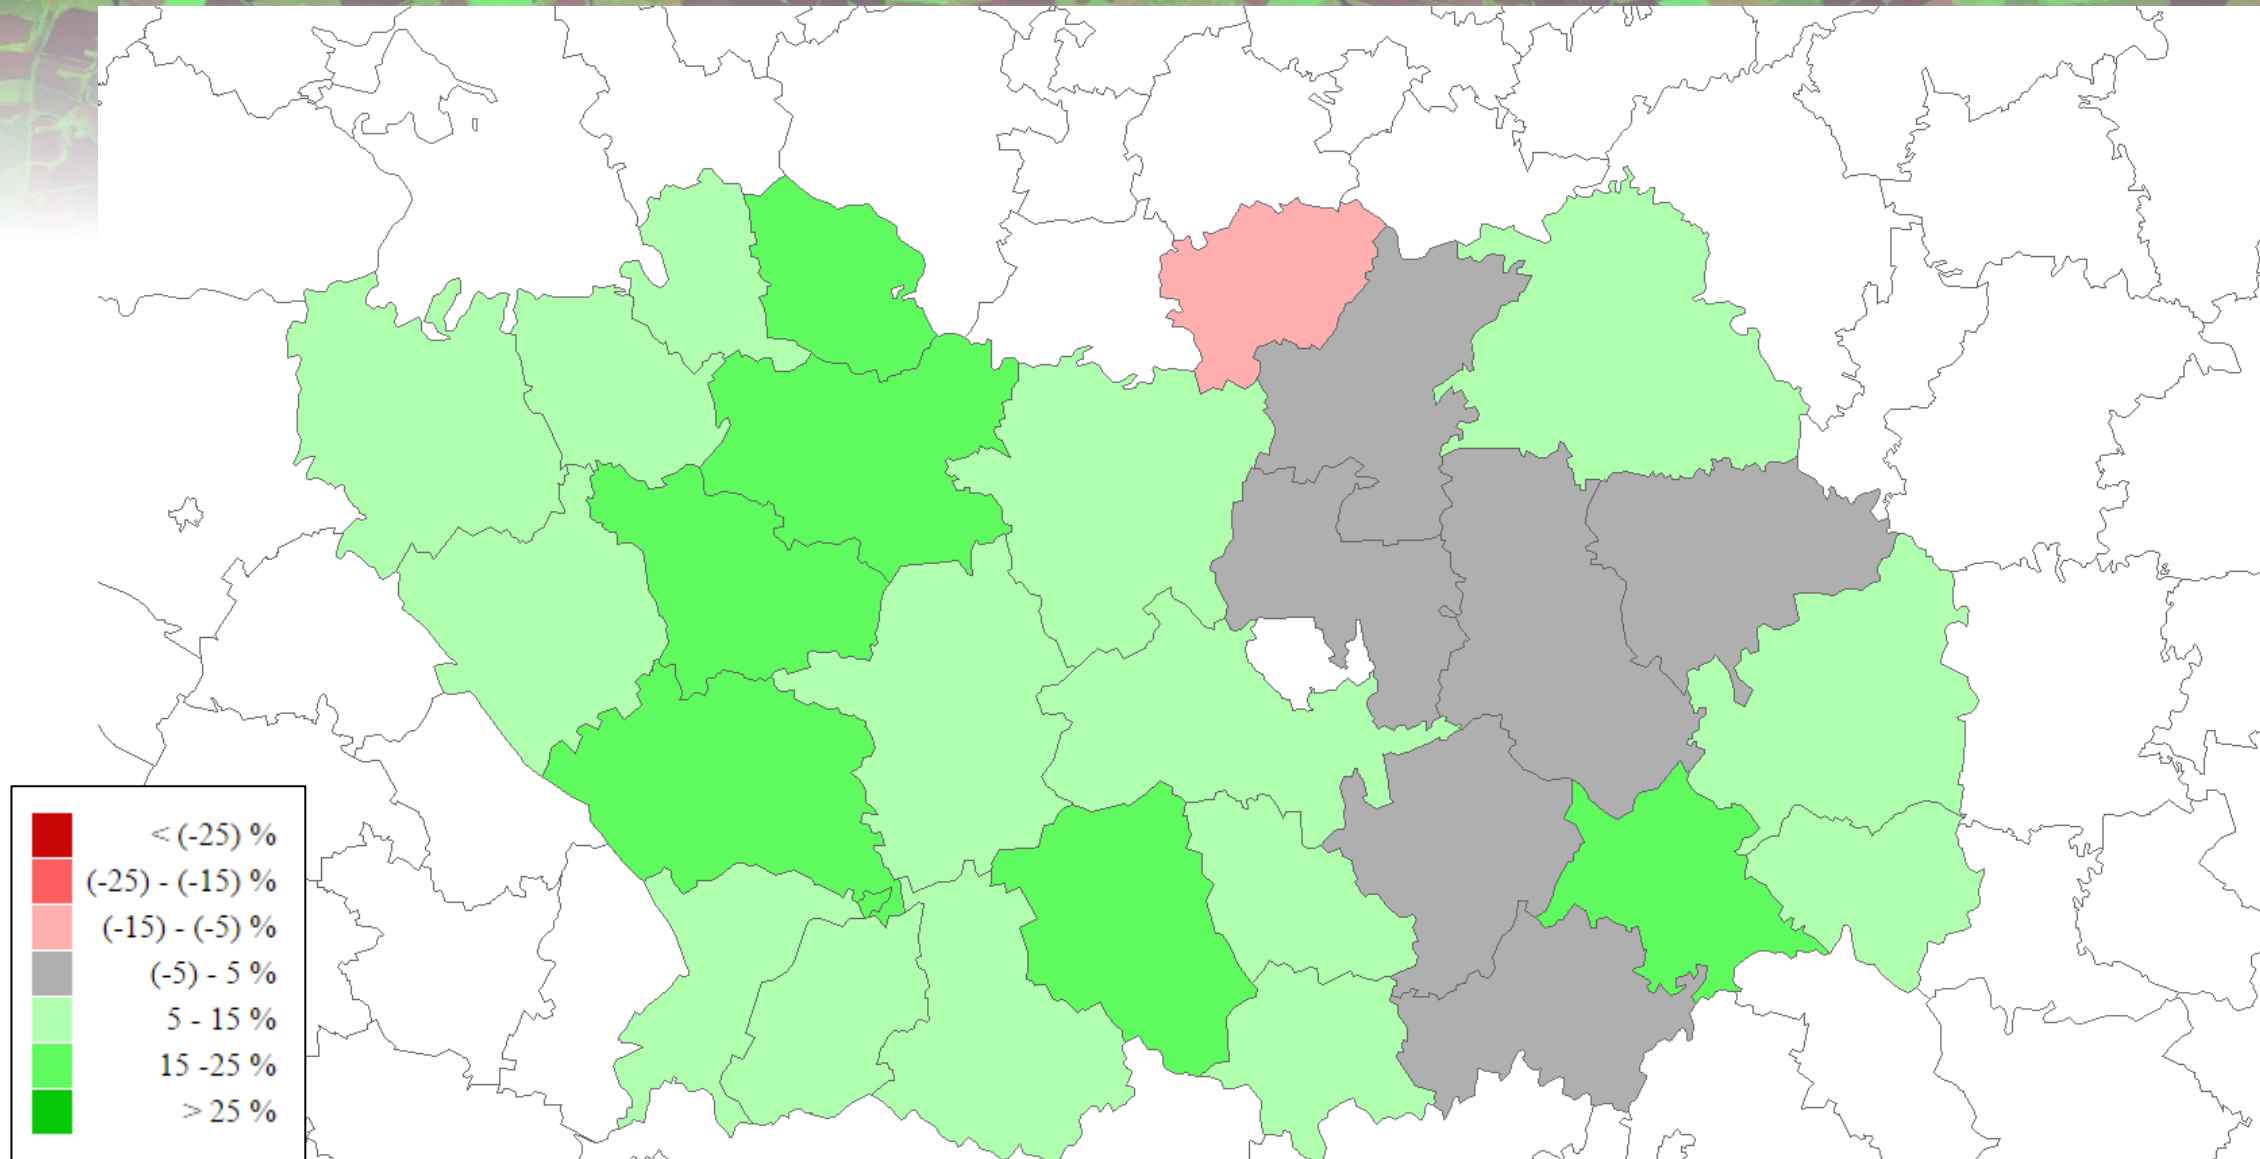 < (-25) %
(-25) - (-15) %
(-15) - (-5) %
(-5) - 5 %
5 - 15 %
15 -25 %
> 25 %